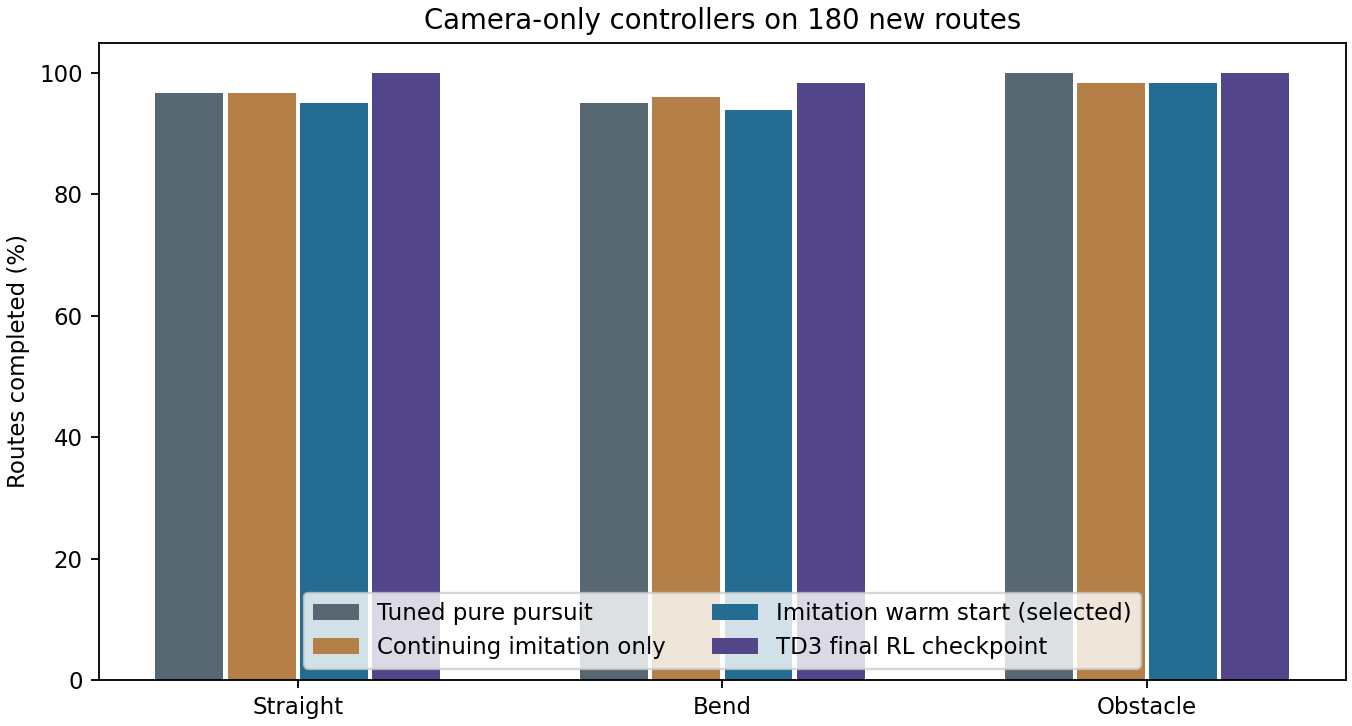 Camera-only controllers on 180 new routes
Routes completed (%)
100
80
60
40
20
0
Tuned pure pursuit
Continuing imitation only
Imitation warm start (selected)
TD3 final RL checkpoint
Straight
Bend
Obstacle